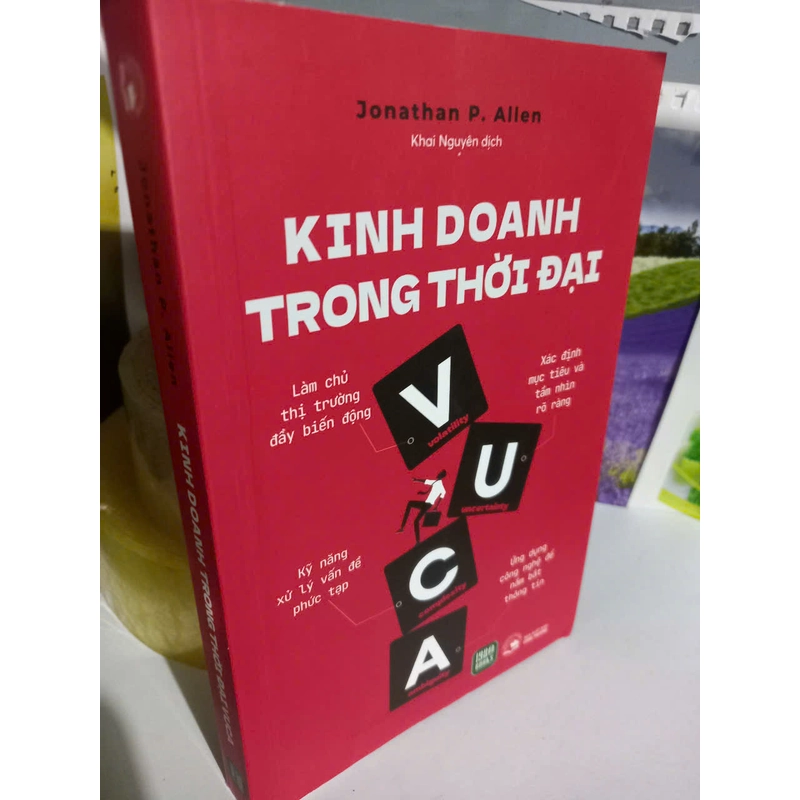 Jonathan P. Allen
Khai Nguyên dịch
KINH DOANH
TRONG THỜI ĐẠI
Làm chủ
thị trường
đầy biến động
Xác định
mục tiêu và
tầm nhìn
rõ ràng
V
volatility
U
uncertainty
Kỹ năng
xử lý vấn đề
phức tạp
Ứng dụng
công nghệ để
nắm bắt
thông tin
C
complexity
A
ambiguity
1980
BOOKS
Jonathan P. Allen
KINH DOANH TRONG THỜI ĐẠI VUCA